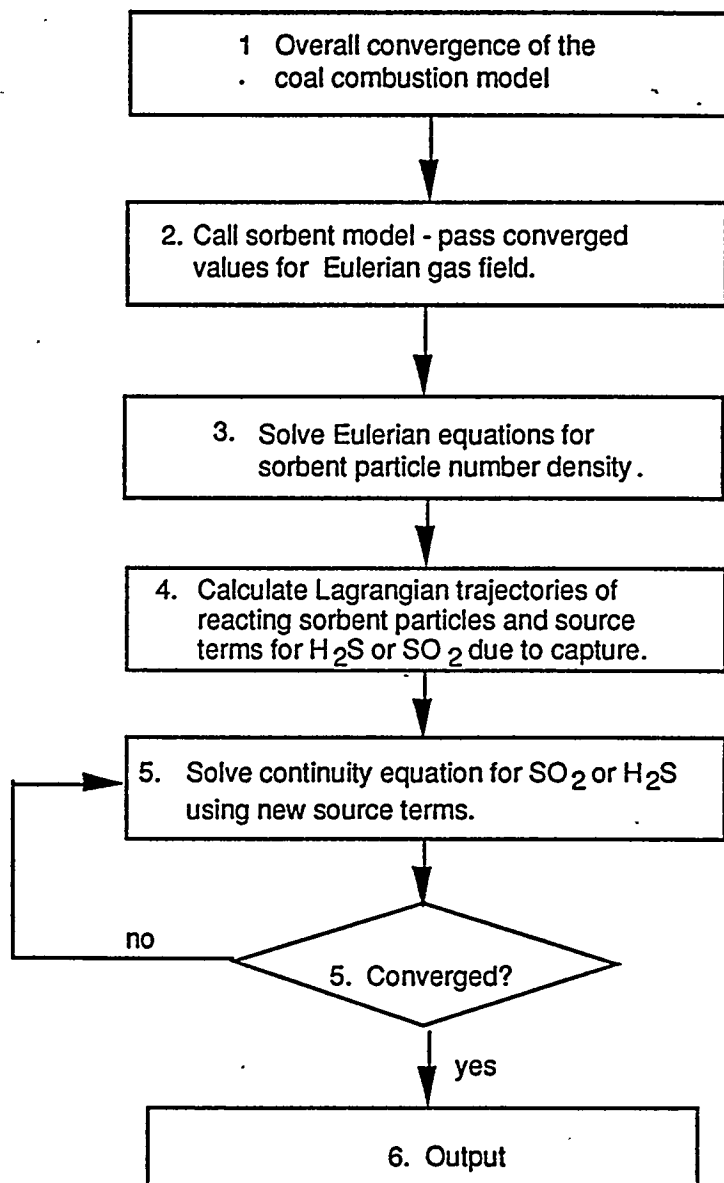 1 Overall convergence of the
coal combustion model
2. Call sorbent model - pass converged
values for Eulerian gas field.
3. Solve Eulerian equations for
sorbent particle number density.
4. Calculate Lagrangian trajectories of
reacting sorbent particles and source
terms for H2S or SO2 due to capture.
5. Solve continuity equation for SO2 or H2S
using new source terms.
no
5. Converged?
yes
6. Output